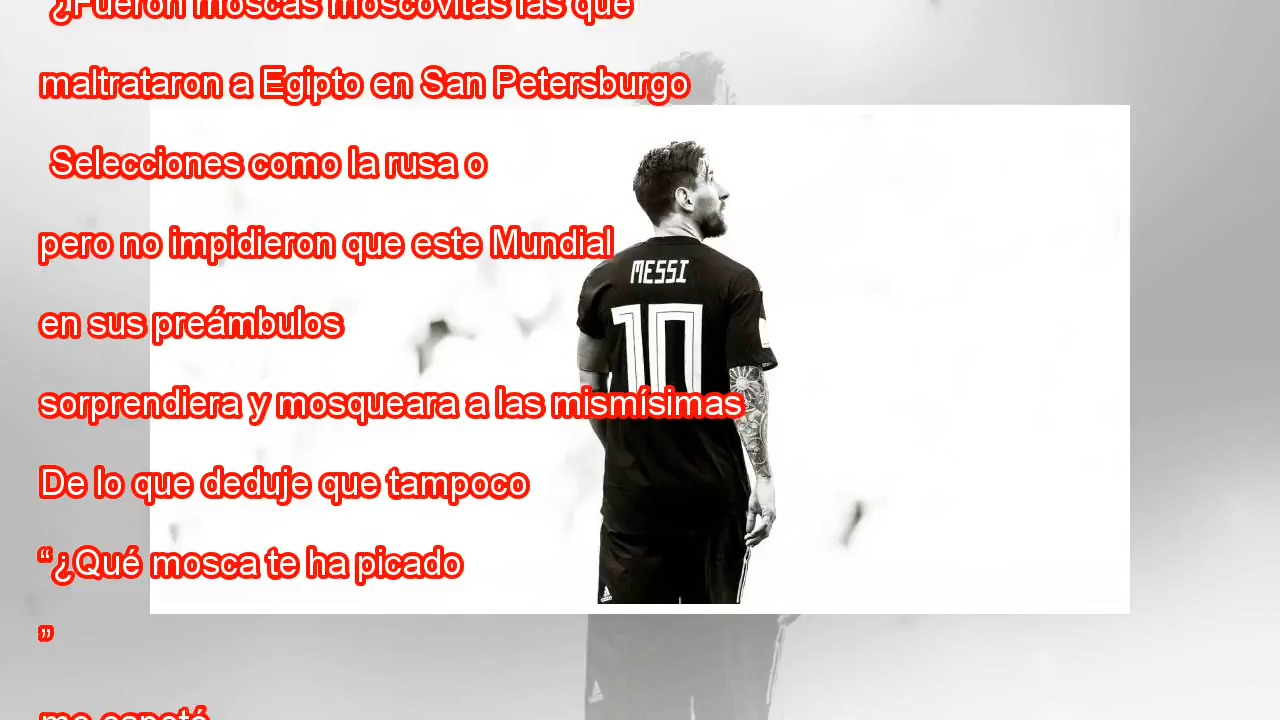 “¿Fueron moscas moscovitas las que
maltrataron a Egipto en San Petersburgo
Selecciones como la rusa o
pero no impidieron que este Mundial
en sus preámbulos
sorprendiera y mosqueara a las mismísimas
De lo que deduje que tampoco
“¿Qué mosca te ha picado
”
me espetó
MESSI
10